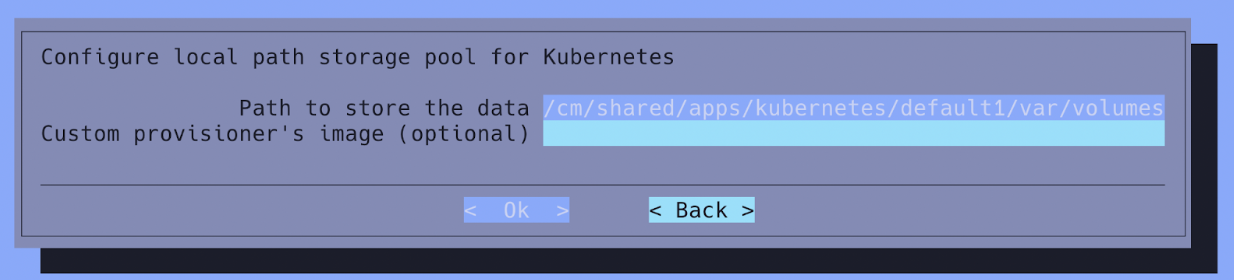 Configure local path storage pool for Kubernetes
Path to store the data /cm/shared/apps/kubernetes/default1/var/volumes
Custom provisioner's image (optional)
<  Ok  > < Back >